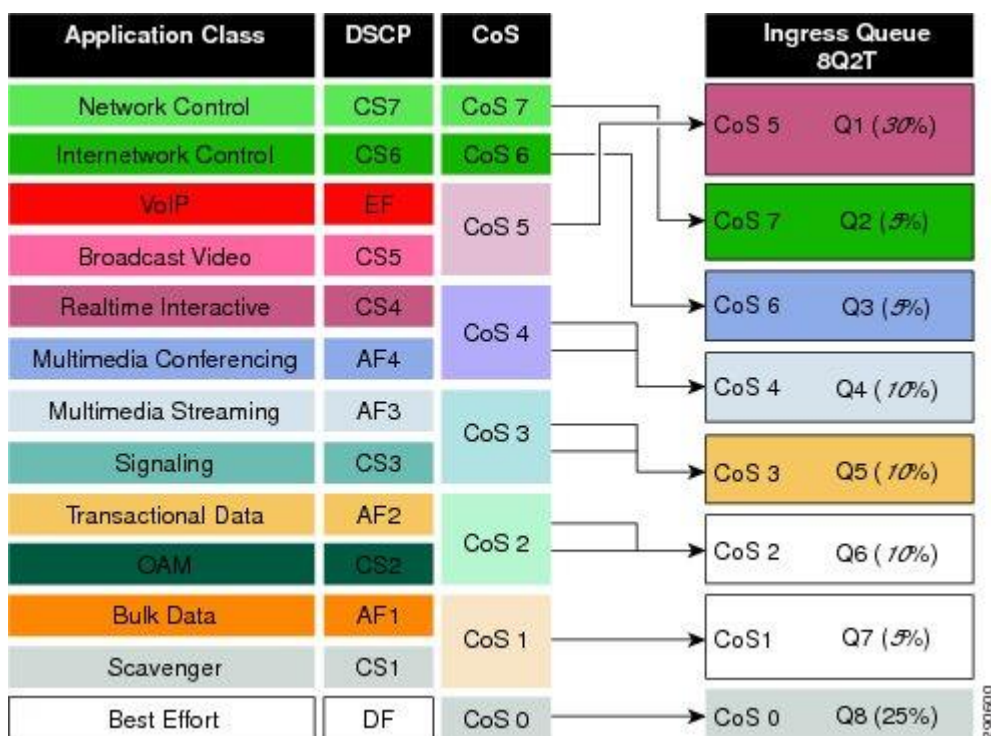 Application Class DSCP CoS
Ingress Queue
8Q2T
Network Control CS7 CoS 7
Internetwork Control CS6 CoS 6
VoIP EF
CoS 5
Broadcast Video CS5
Realtime Interactive CS4
CoS 4
Multimedia Conferencing AF4
Multimedia Streaming AF3
CoS 3
Signaling CS3
Transactional Data AF2
CoS 2
OAM CS2
Bulk Data AF1
CoS 1
Scavenger CS1
Best Effort DF CoS 0
CoS 5 Q1 (30%)
CoS 7 Q2 (5%)
CoS 6 Q3 (5%)
CoS 4 Q4 (10%)
CoS 3 Q5 (10%)
CoS 2 Q6 (10%)
CoS1 Q7 (5%)
CoS 0 Q8 (25%)